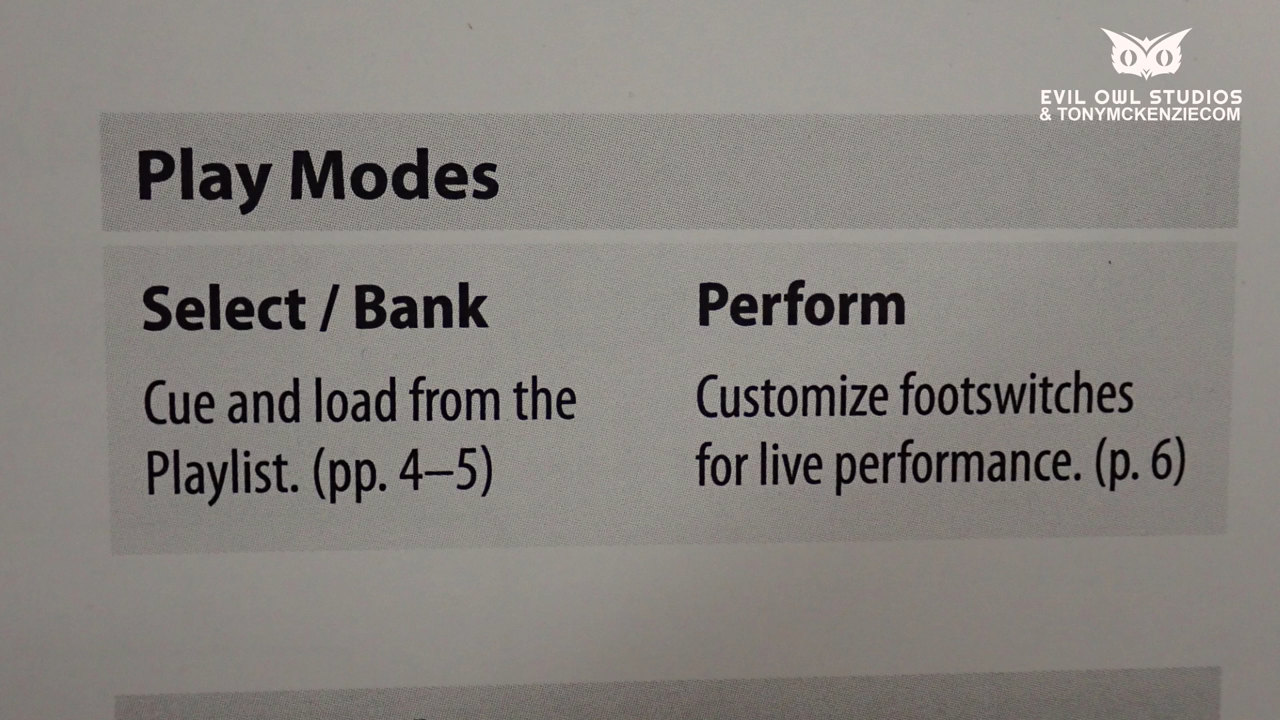 EVIL OWL STUDIOS
& TONYMCKENZIECOM
Play Modes
Select / Bank
Cue and load from the
Playlist. (pp. 4–5)
Perform
Customize footswitches
for live performance. (p. 6)